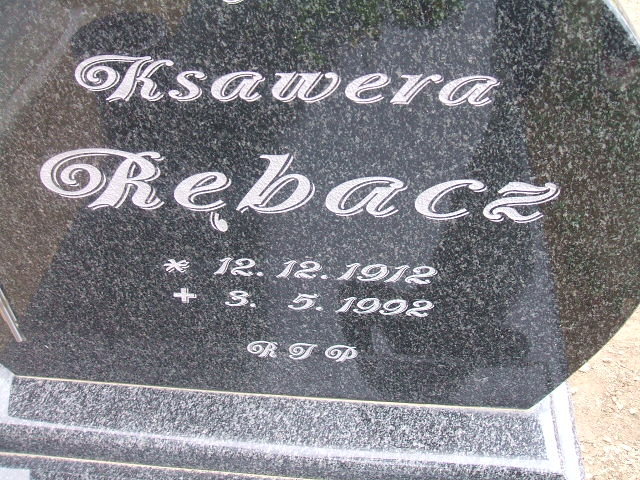 Ksawera
Rębacz
* 12. 12. 1912
+ 3. 5. 1992
R I P